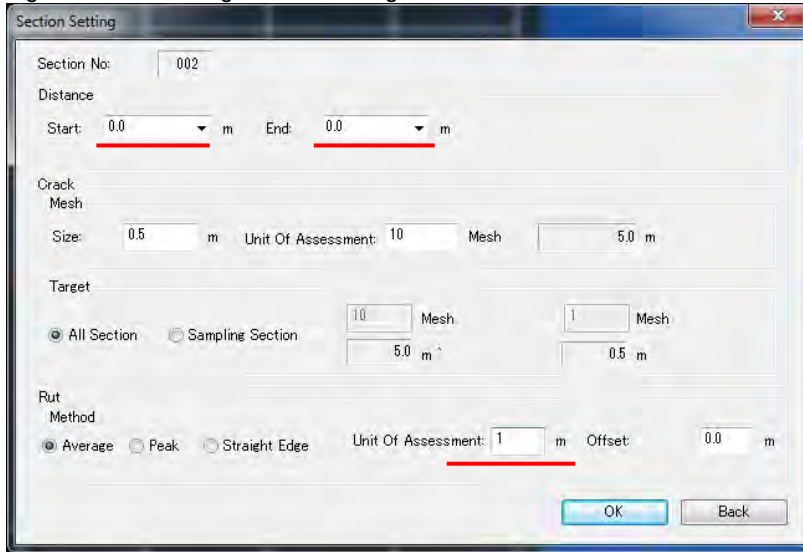 Section Setting
Section No: 002
Distance
Start: 0.0 m End: 0.0 m
Crack
Mesh
Size: 0.5 m Unit Of Assessment: 10 Mesh 5.0 m
Target
10 Mesh 1 Mesh
All Section Sampling Section
5.0 m 0.5 m
Rut
Method
Average Peak Straight Edge Unit Of Assessment: 1 m Offset: 0.0 m
OK Back